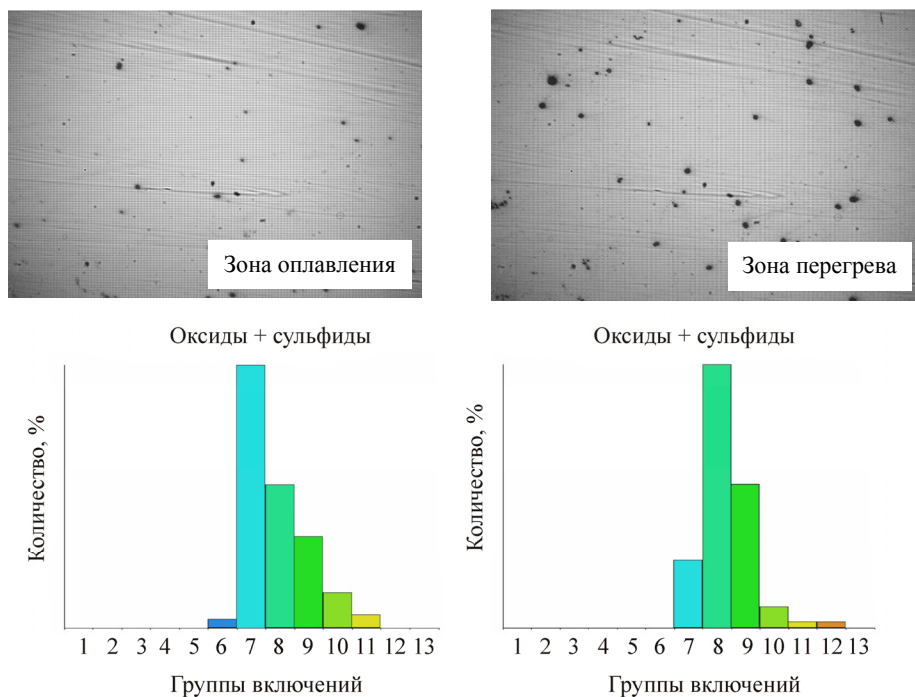 Зона оплавления
Зона перегрева
Оксиды + сульфиды
Количество, %
1 2 3 4 5 6 7 8 9 10 11 12 13
Группы включений
Оксиды + сульфиды
Количество, %
1 2 3 4 5 6 7 8 9 10 11 12 13
Группы включений